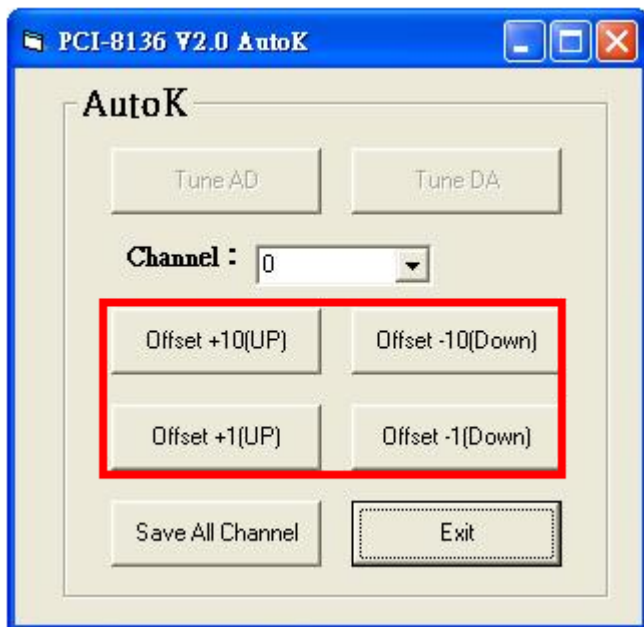 PCI-8136 V2.0 AutoK
AutoK
Tune AD
Tune DA
Channel :
0
Offset +10(UP)
Offset -10(Down)
Offset +1(UP)
Offset -1(Down)
Save All Channel
Exit